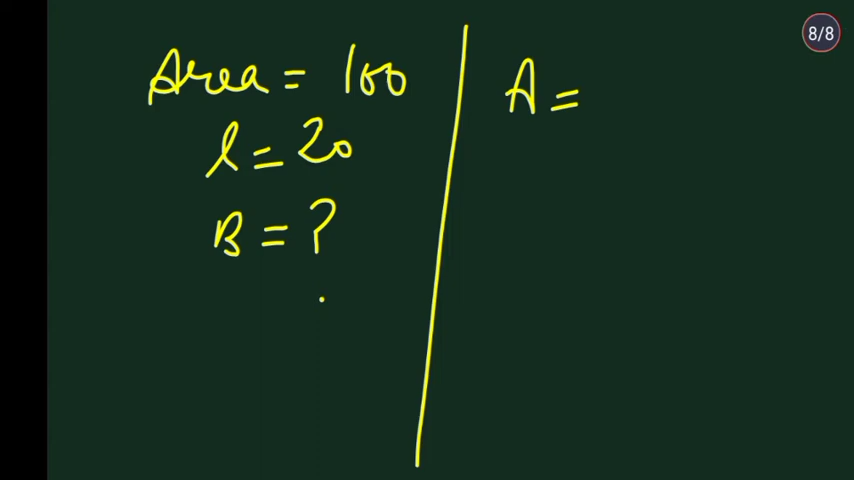 Area = 100
l = 20
B = ?
A =
8/8